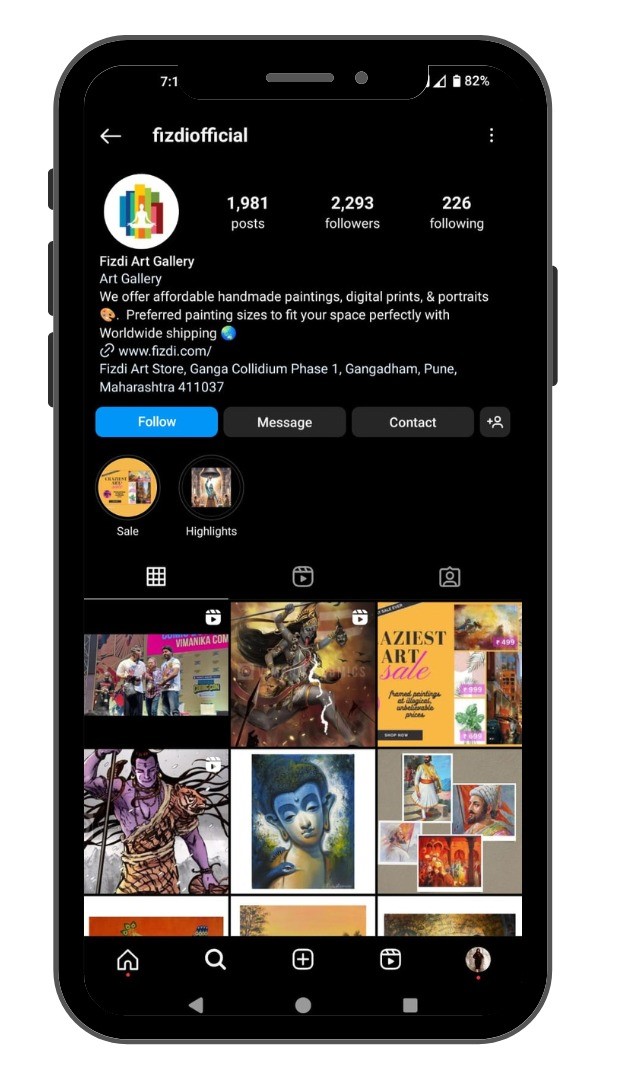 7:1
82%
fizdiofficial
1,981
posts
2,293
followers
226
following
Fizdi Art Gallery
Art Gallery
We offer affordable handmade paintings, digital prints, & portraits
🎨. Preferred painting sizes to fit your space perfectly with
Worldwide shipping 🌏
www.fizdi.com/
Fizdi Art Store, Ganga Collidium Phase 1, Gangadham, Pune,
Maharashtra 411037
Follow
Message
Contact
Sale
Highlights
VIMANIKA COM
SALE EVER
AZIEST
ART
sale
framed paintings
at illogical,
unbelievable
prices
SHOP NOW
₹ 499
₹ 999
₹ 499